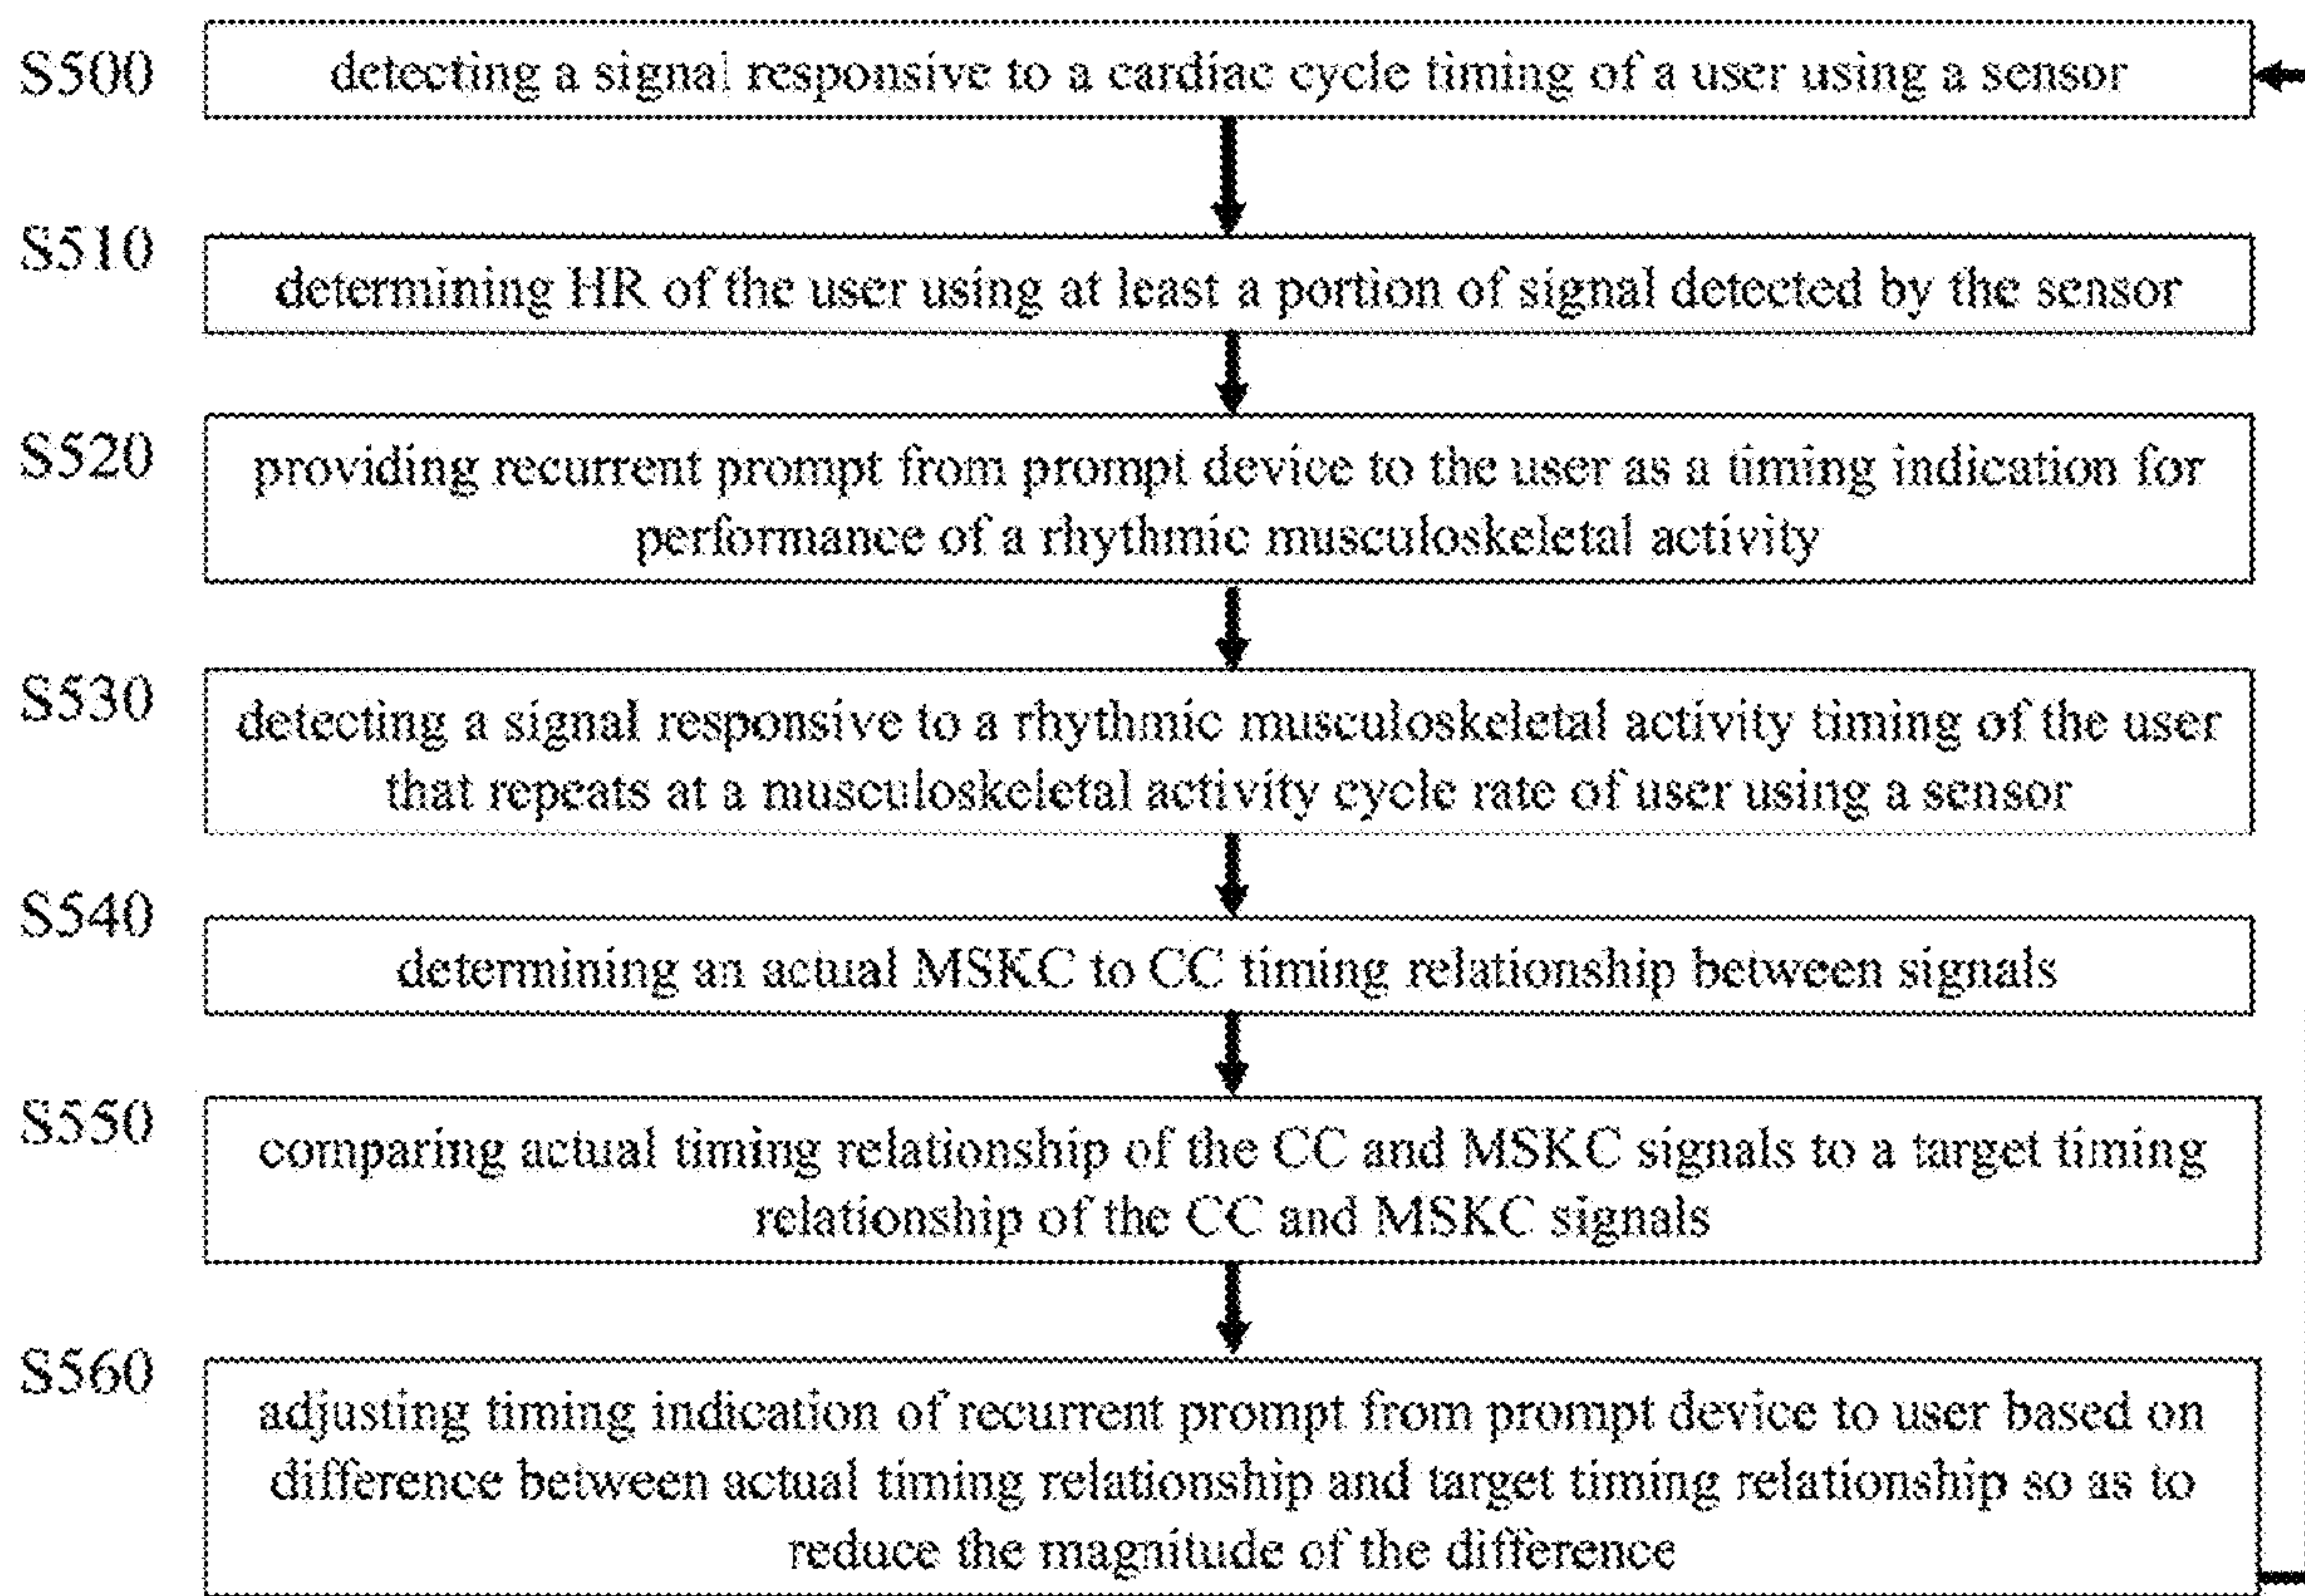 S500
detecting a signal responsive to a cardiac cycle timing of a user using a sensor
S510
determining HR of the user using at least a portion of signal detected by the sensor
S520
providing recurrent prompt from prompt device to the user as a timing indication for
performance of a rhythmic musculoskeletal activity
S530
detecting a signal responsive to a rhythmic musculoskeletal activity timing of the user
that repeats at a musculoskeletal activity cycle rate of user using a sensor
S540
determining an actual MSKC to CC timing relationship between signals
S550
comparing actual timing relationship of the CC and MSKC signals to a target timing
relationship of the CC and MSKC signals
S560
adjusting timing indication of recurrent prompt from prompt device to user based on
difference between actual timing relationship and target timing relationship so as to
reduce the magnitude of the difference